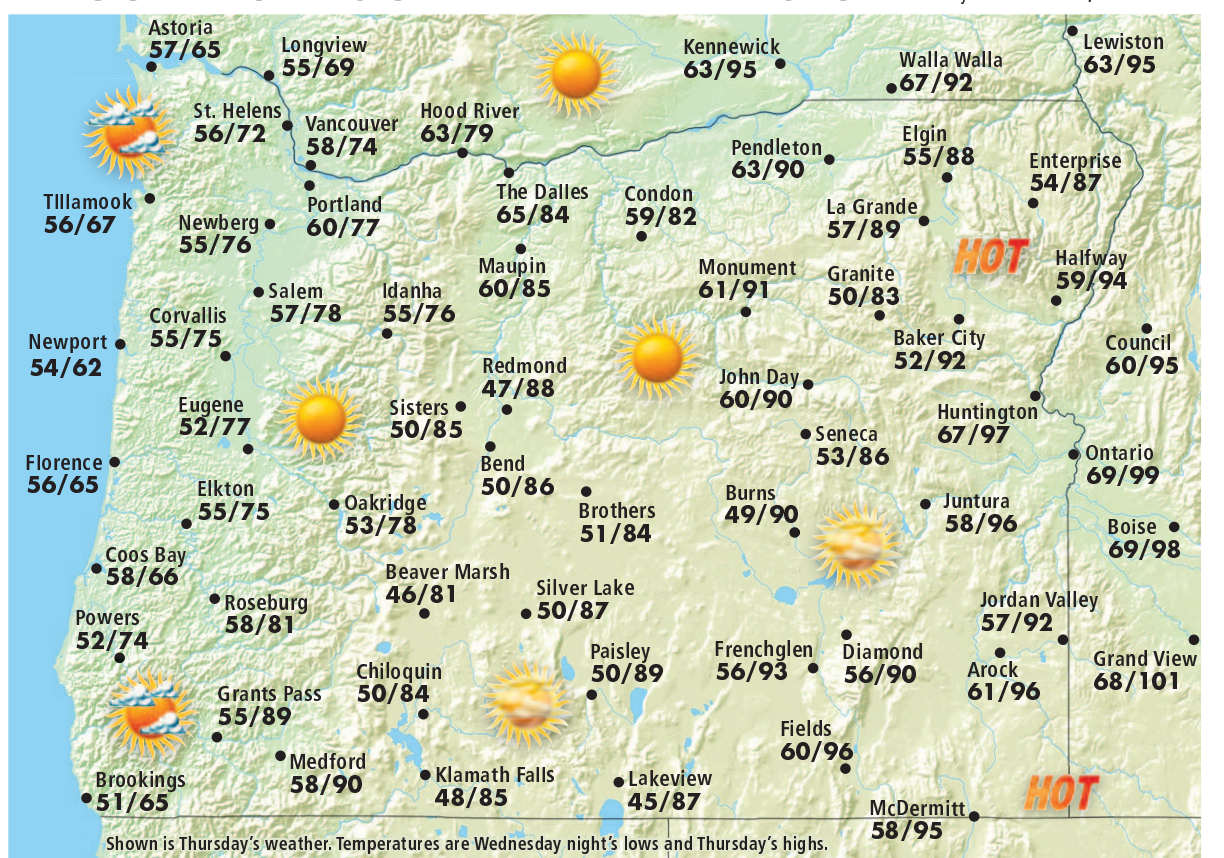 Astoria
57/65
Longview
55/69
Kennewick
63/95
Walla Walla
67/92
Lewiston
63/95
St. Helens
56/72
Vancouver
58/74
Hood River
63/79
Pendleton
63/90
Elgin
55/88
Enterprise
54/87
TIllamook
56/67
Newberg
55/76
Portland
60/77
The Dalles
65/84
Condon
59/82
La Grande
57/89
HOT
Maupin
60/85
Monument
61/91
Granite
50/83
Halfway
59/94
Salem
57/78
Idanha
55/76
Corvallis
55/75
Newport
54/62
Baker City
52/92
Council
60/95
Redmond
47/88
John Day
60/90
Eugene
52/77
Sisters
50/85
Huntington
67/97
Seneca
53/86
Florence
56/65
Bend
50/86
Ontario
69/99
Elkton
55/75
Oakridge
53/78
Brothers
51/84
Burns
49/90
Juntura
58/96
Boise
69/98
Coos Bay
58/66
Beaver Marsh
46/81
Silver Lake
50/87
Roseburg
58/81
Jordan Valley
57/92
Powers
52/74
Paisley
50/89
Frenchglen
56/93
Diamond
56/90
Arock
61/96
Grand View
68/101
Chiloquin
50/84
Grants Pass
55/89
Fields
60/96
Medford
58/90
Brookings
51/65
Klamath Falls
48/85
Lakeview
45/87
HOT
McDermitt
58/95
Shown is Thursday's weather. Temperatures are Wednesday night's lows and Thursday's highs.